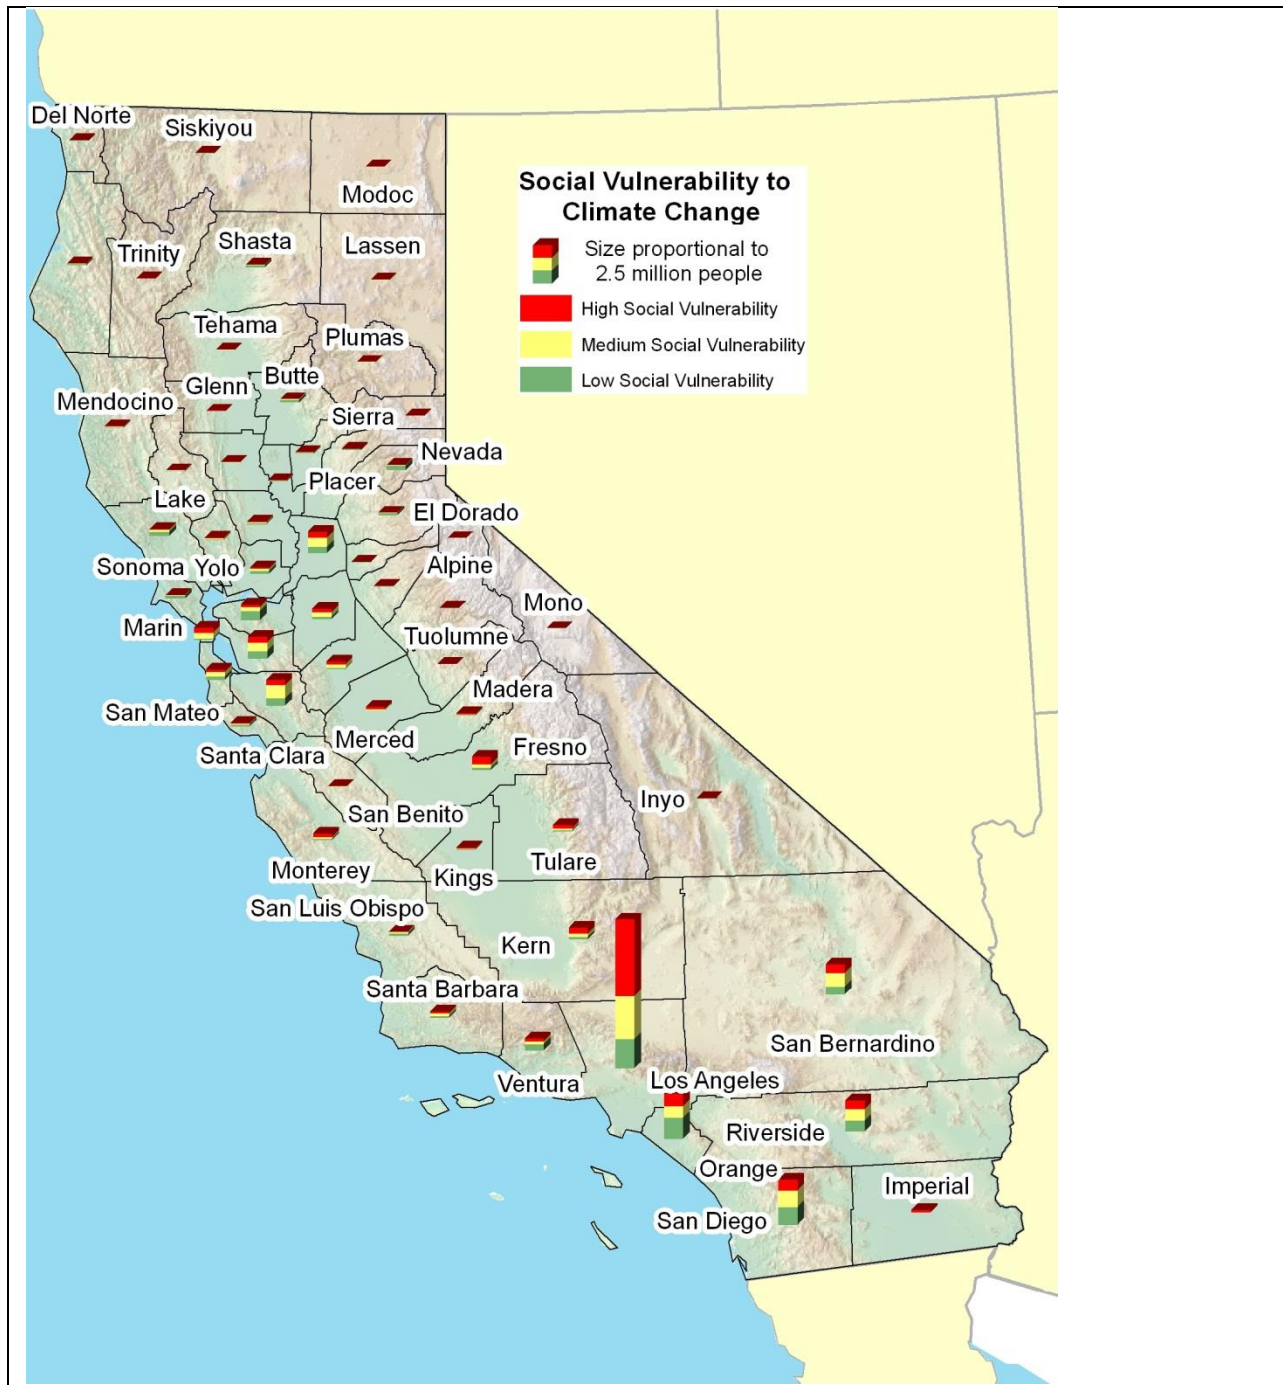 Del Norte
Siskiyou
Modoc
Social Vulnerability to
Climate Change
Size proportional to
2.5 million people
High Social Vulnerability
Medium Social Vulnerability
Low Social Vulnerability
Trinity
Shasta
Lassen
Tehama
Plumas
Glenn
Butte
Mendocino
Sierra
Nevada
Placer
Lake
El Dorado
Sonoma
Yolo
Alpine
Mono
Marin
Tuolumne
Madera
San Mateo
Merced
Santa Clara
Fresno
Inyo
San Benito
Tulare
Monterey
Kings
San Luis Obispo
Kern
Santa Barbara
San Bernardino
Ventura
Los Angeles
Riverside
Orange
Imperial
San Diego